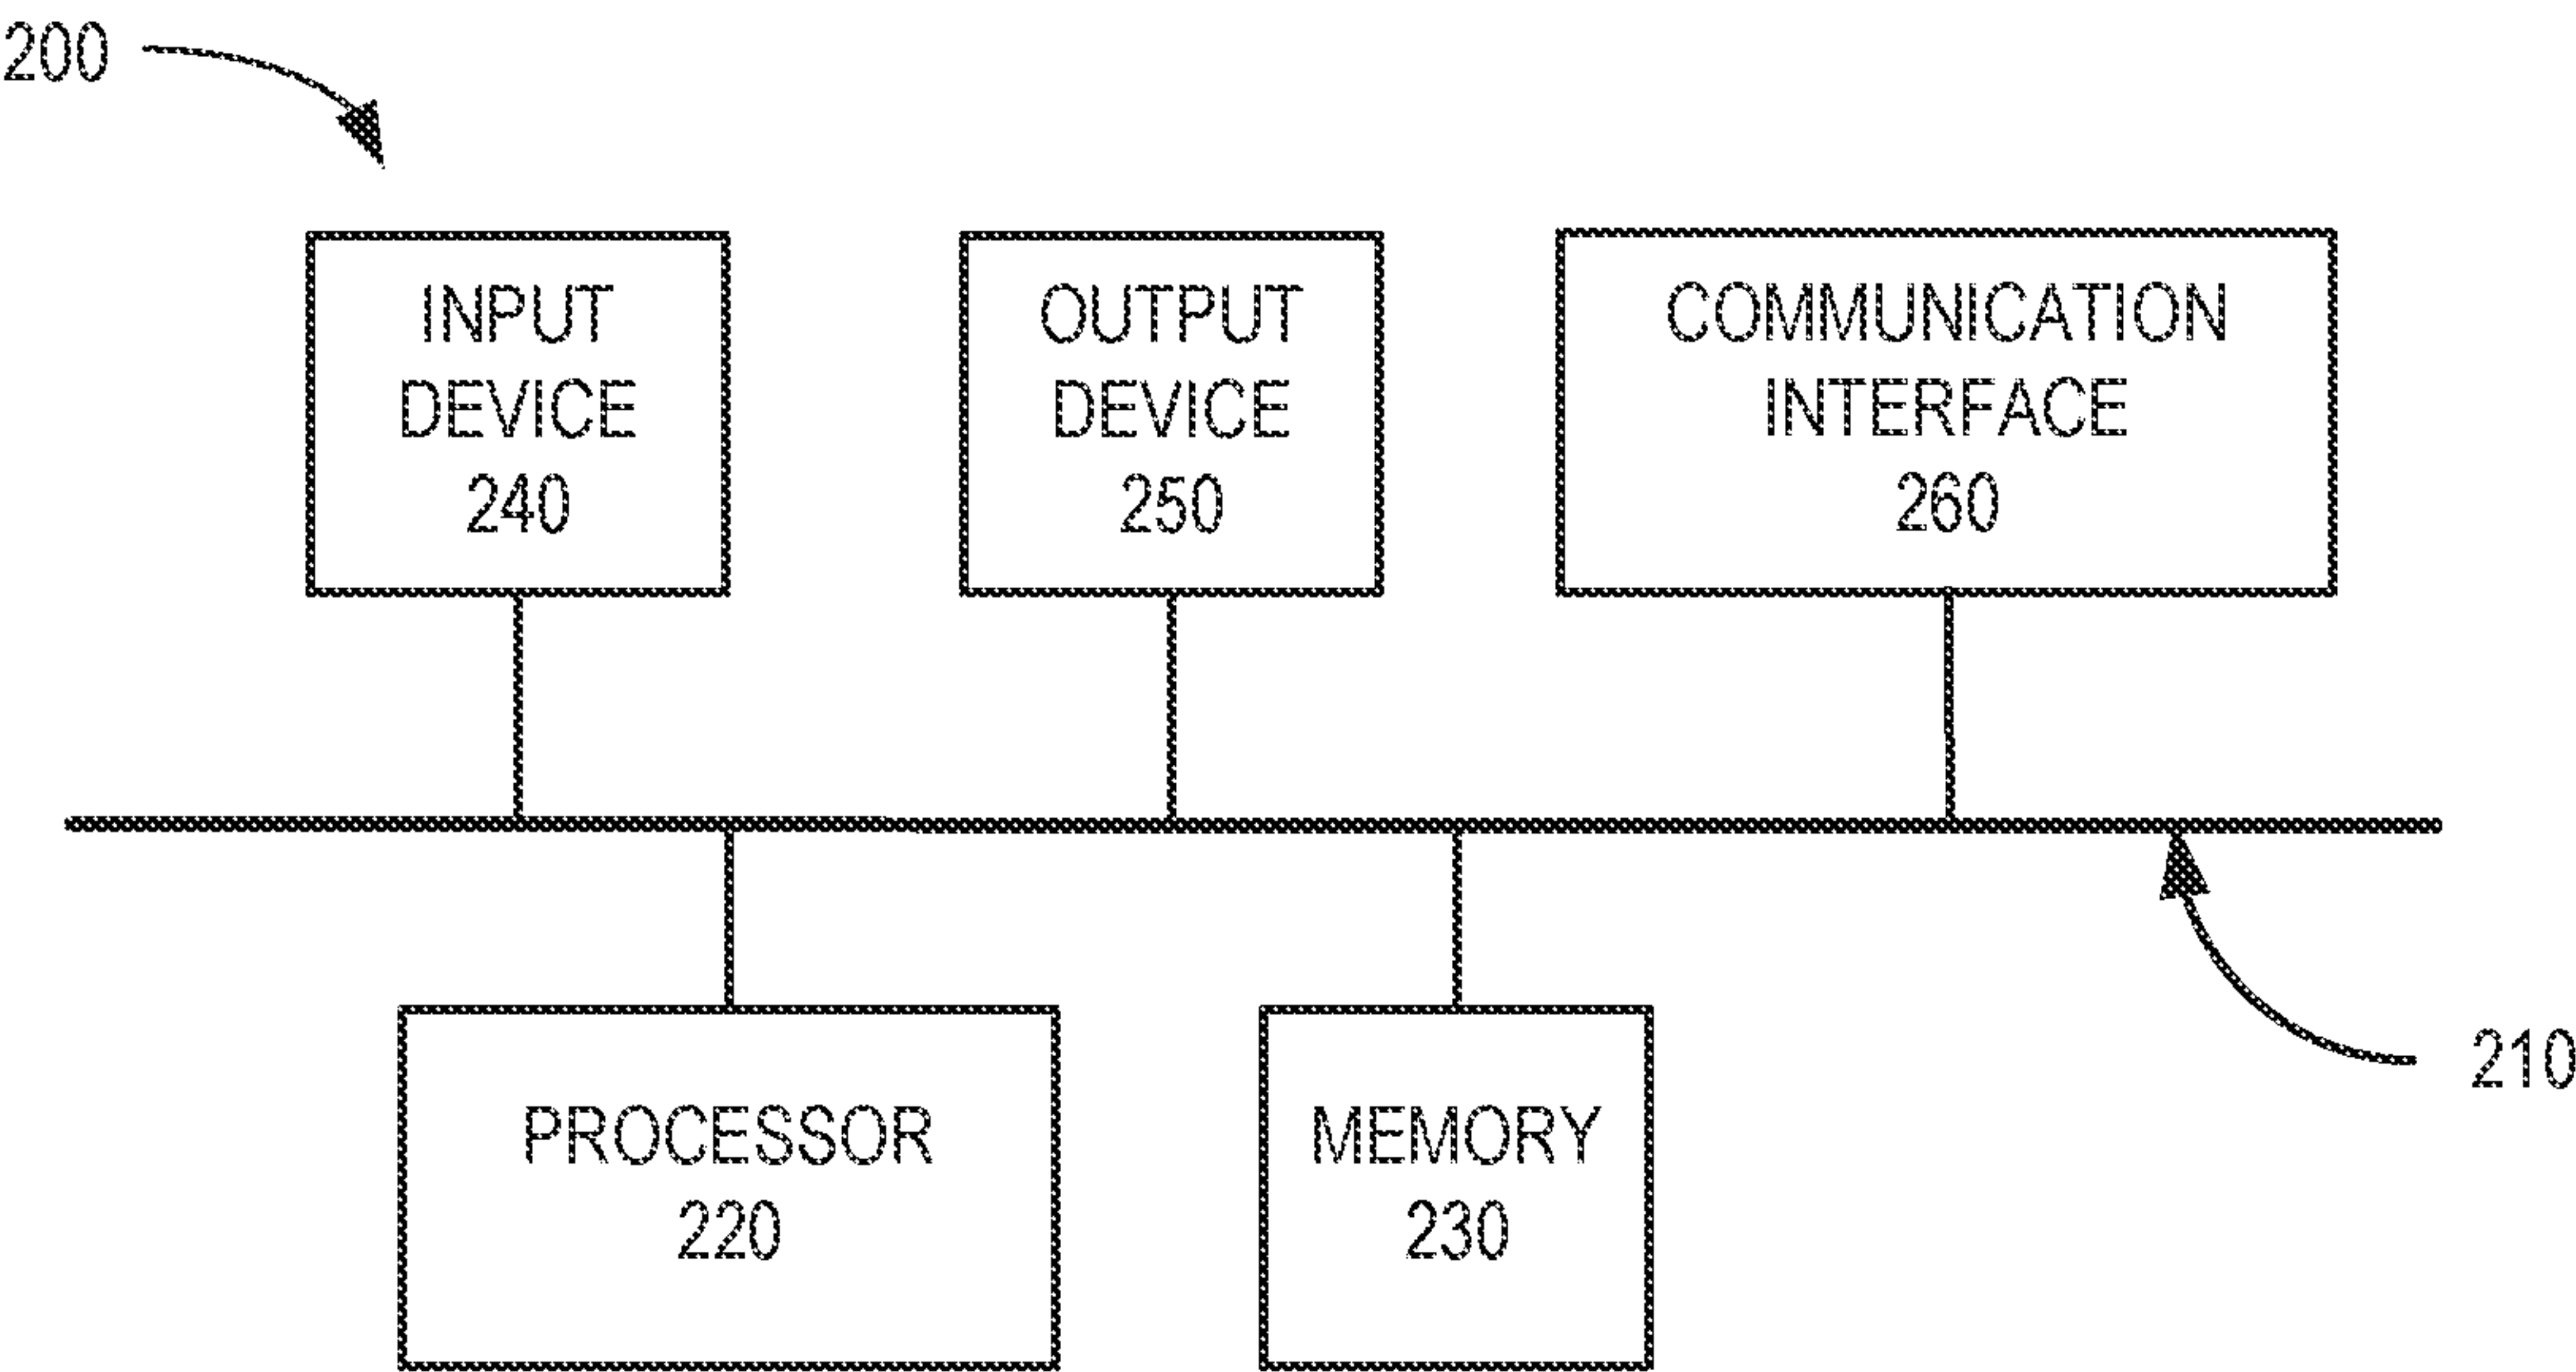 200
INPUT
DEVICE
240
OUTPUT
DEVICE
250
COMMUNICATION
INTERFACE
260
PROCESSOR
220
MEMORY
230
210